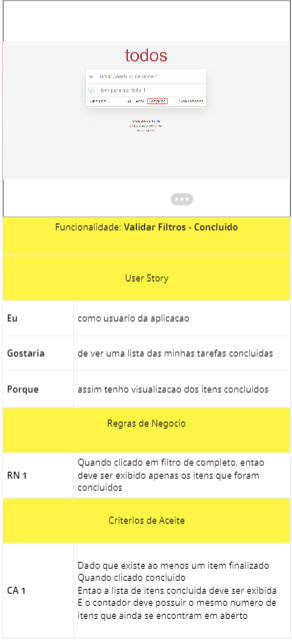 todos
What needs to be done?
Item para ser feito 1
All
Completed
Funcionalidade: Validar Filtros - Concluido
User Story
Eu
como usuario da aplicacao
Gostaria
de ver uma lista das minhas tarefas concluidas
Porque
assim tenho visualizacao dos itens concluidos
Regras de Negocio
RN 1
Quando clicado em filtro de completo, entao
deve ser exibido apenas os itens que foram
concluidos
Criterios de Aceite
CA 1
Dado que existe ao menos um item finalizado
Quando clicado concluido
Entao a lista de itens concluida deve ser exibida
E o contador deve possuir o mesmo numero de
itens que ainda se encontram em aberto